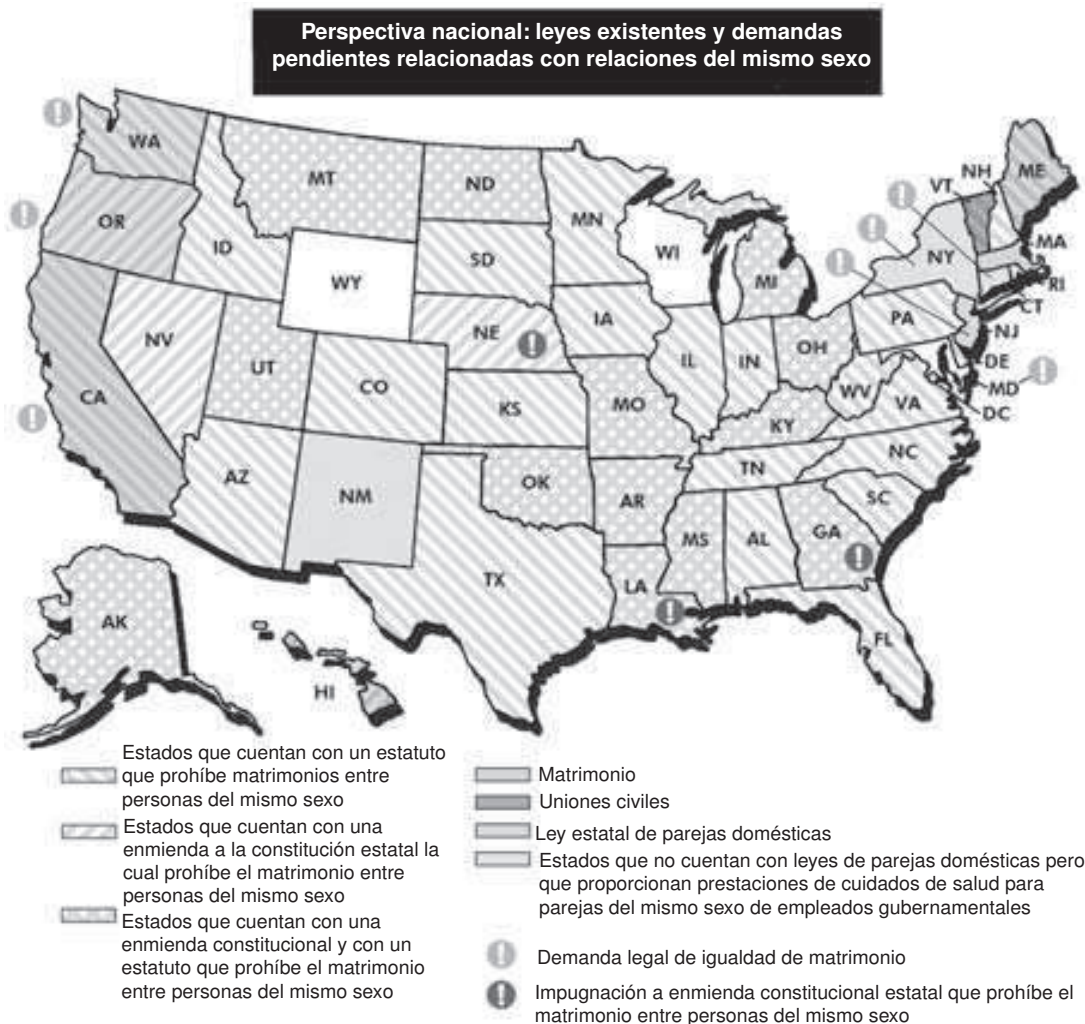 Perspectiva nacional: leyes existentes y demandas
pendientes relacionadas con relaciones del mismo sexo
WA
MT
ND
MN
VT
NH
ME
OR
ID
SD
WI
MI
NY
MA
RI
WY
CT
NV
NE
IA
PA
NJ
UT
CO
IL
IN
OH
DE
MD
CA
WV
VA
DC
KS
MO
KY
AZ
NM
OK
TN
NC
AR
SC
MS
AL
GA
TX
LA
AK
FL
HI
Estados que cuentan con un estatuto
que prohíbe matrimonios entre
personas del mismo sexo
Estados que cuentan con una
enmienda a la constitución estatal la
cual prohíbe el matrimonio entre
personas del mismo sexo
Estados que cuentan con una
enmienda constitucional y con un
estatuto que prohíbe el matrimonio
entre personas del mismo sexo
Matrimonio
Uniones civiles
Ley estatal de parejas domésticas
Estados que no cuentan con leyes de parejas domésticas pero
que proporcionan prestaciones de cuidados de salud para
parejas del mismo sexo de empleados gubernamentales
Demanda legal de igualdad de matrimonio
Impugnación a enmienda constitucional estatal que prohíbe el
matrimonio entre personas del mismo sexo